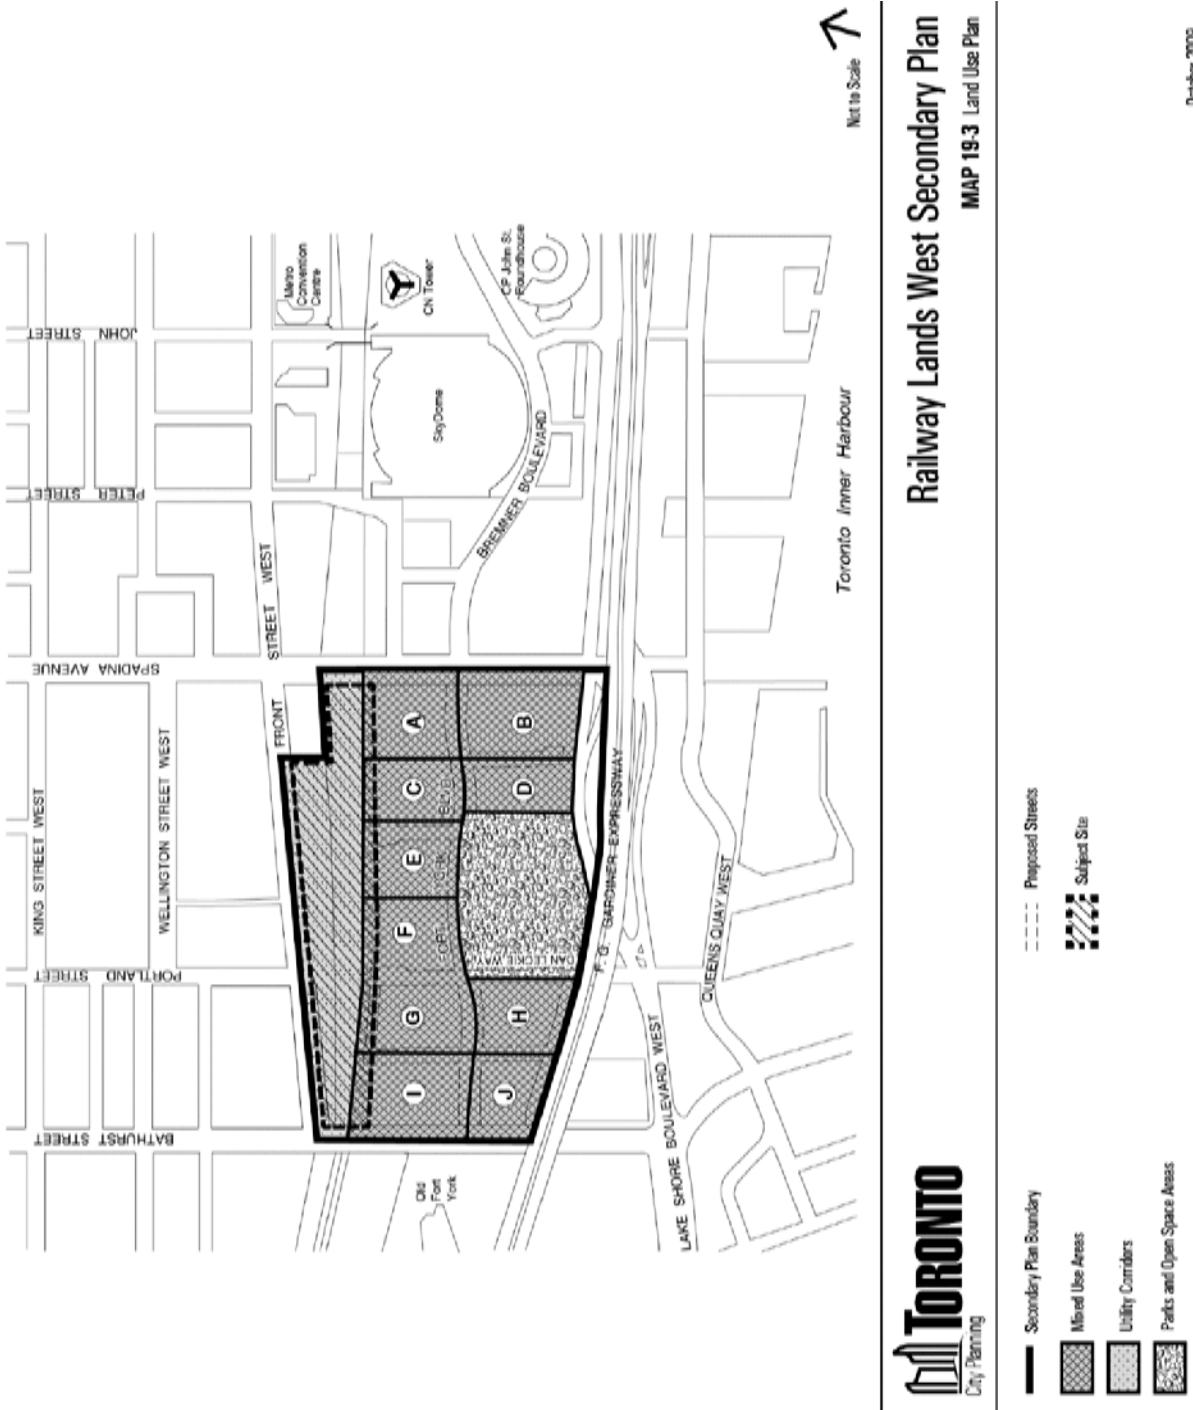 KING STREET WEST
WELLINGTON STREET WEST
FRONT STREET WEST
BATHURST STREET
PORTLAND STREET
SPADINA AVENUE
PETER STREET
JOHN STREET
Metro
Convention
Centre
CN Tower
SkyDome
CP John St.
Roundhouse
BREMNER BOULEVARD
Old
Fort
York
I
G
F
E
C
A
FORT YORK BLVD
J
H
DAN LECKIE WAY
D
B
F. G. GARDINER EXPRESSWAY
LAKE SHORE BOULEVARD WEST
QUEENS QUAY WEST
Toronto Inner Harbour
Not to Scale
TORONTO
City Planning
Railway Lands West Secondary Plan
MAP 19-3 Land Use Plan
Secondary Plan Boundary
Mixed Use Areas
Utility Corridors
Parks and Open Space Areas
Proposed Streets
Subject Site
October 2009